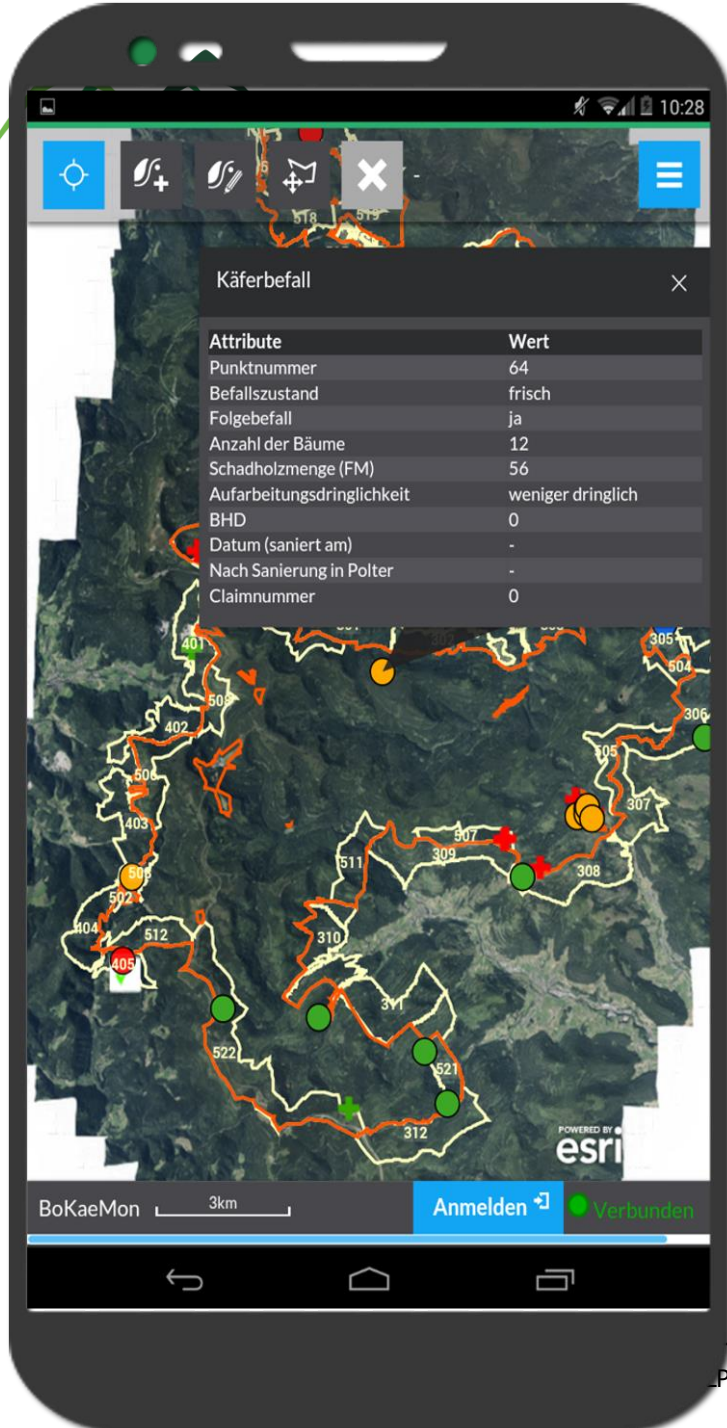 10:28
-
518
519
Käferbefall
Attribute Wert
Punktnummer 64
Befallszustand frisch
Folgebefall ja
Anzahl der Bäume 12
Schadholzmenge (FM) 56
Aufarbeitungsdringlichkeit weniger dringlich
BHD 0
Datum (saniert am) -
Nach Sanierung in Polter -
Claimnummer 0
302
305
401
504
508
306
402
505
506
307
403
507
309
511
308
503
502
404
512
310
405
311
522
521
312
POWERED BY
esri
BoKaeMon 3km Anmelden Verbunden